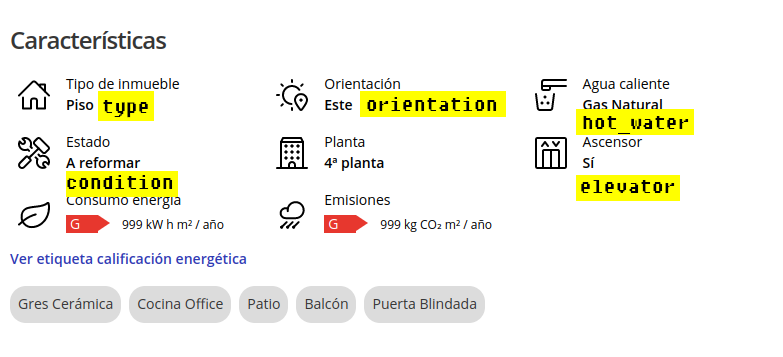 Características
Tipo de inmueble
Piso type
Orientación
Este orientation
Agua caliente
Gas Natural
hot_water
Estado
A reformar
condition
Planta
4ª planta
Ascensor
Sí
elevator
Consumo energía
G 999 kW h m² / año
Emisiones
G 999 kg CO₂ m² / año
Ver etiqueta calificación energética
Gres Cerámica Cocina Office Patio Balcón Puerta Blindada